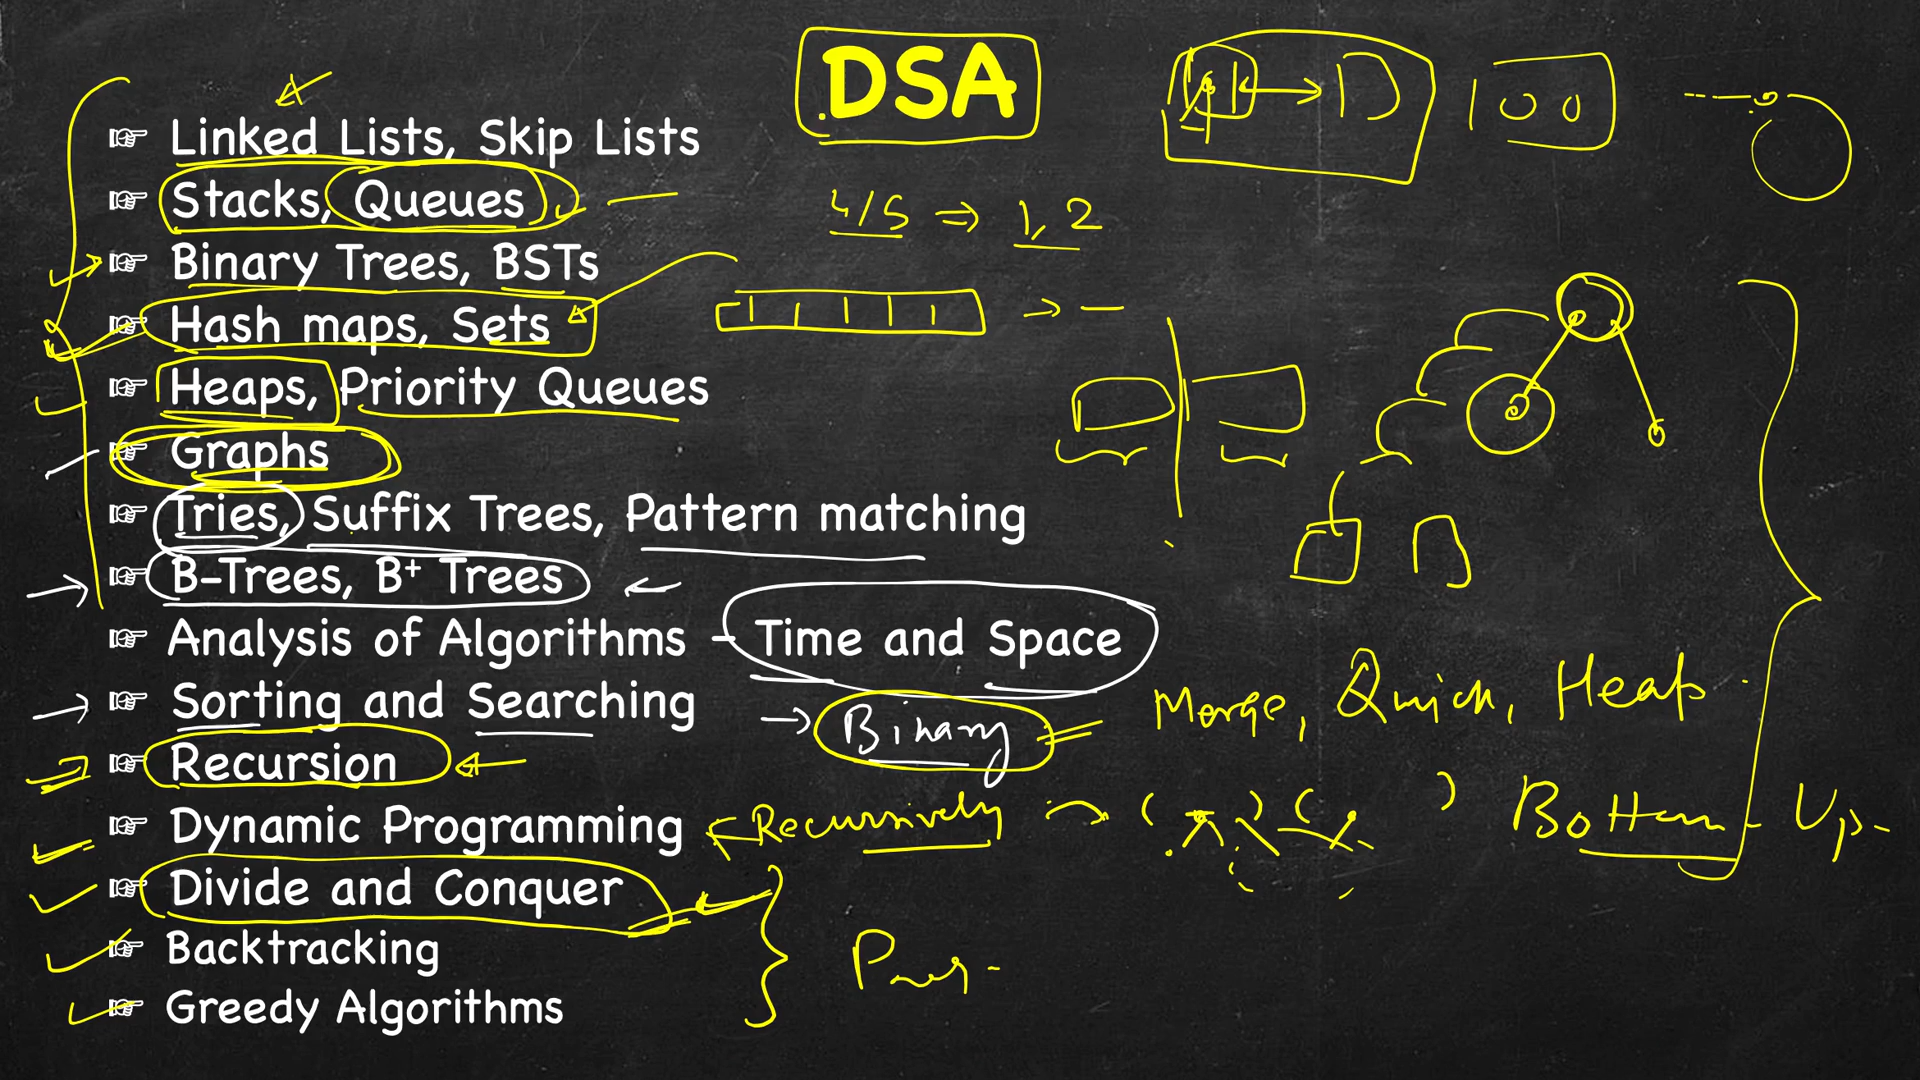 DSA
Linked Lists, Skip Lists
100
Stacks, Queues
4/5 ⇒ 1, 2
Binary Trees, BSTs
Hash maps, Sets
Heaps, Priority Queues
Graphs
Tries, Suffix Trees, Pattern matching
B-Trees, B⁺ Trees
Analysis of Algorithms - Time and Space
Sorting and Searching → Binary = Merge, Quick, Heap
Recursion
Dynamic Programming ← Recursively → Bottom-Up
Divide and Conquer
Backtracking
Greedy Algorithms